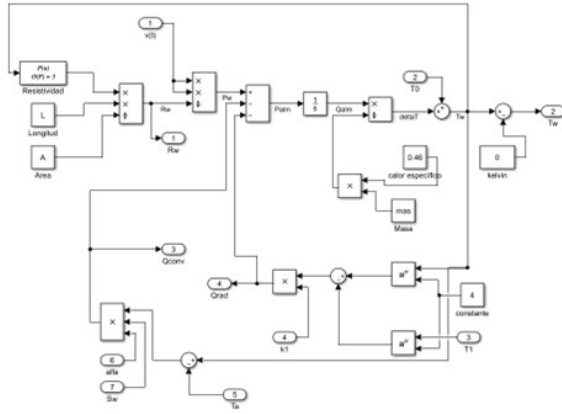 1
v(t)
P(u)
O(P) = 3
Resistividad
L
Longitud
A
Area
Rw
1
Rw
Pw
Palm
1
s
Qalm
deltaT
2
T0
Tw
2
Tw
0
kelvin
0.46
calor especifico
mas
Masa
3
Qconv
4
Qrad
4
k1
4
constante
3
T1
6
alfa
7
Sw
5
Ta